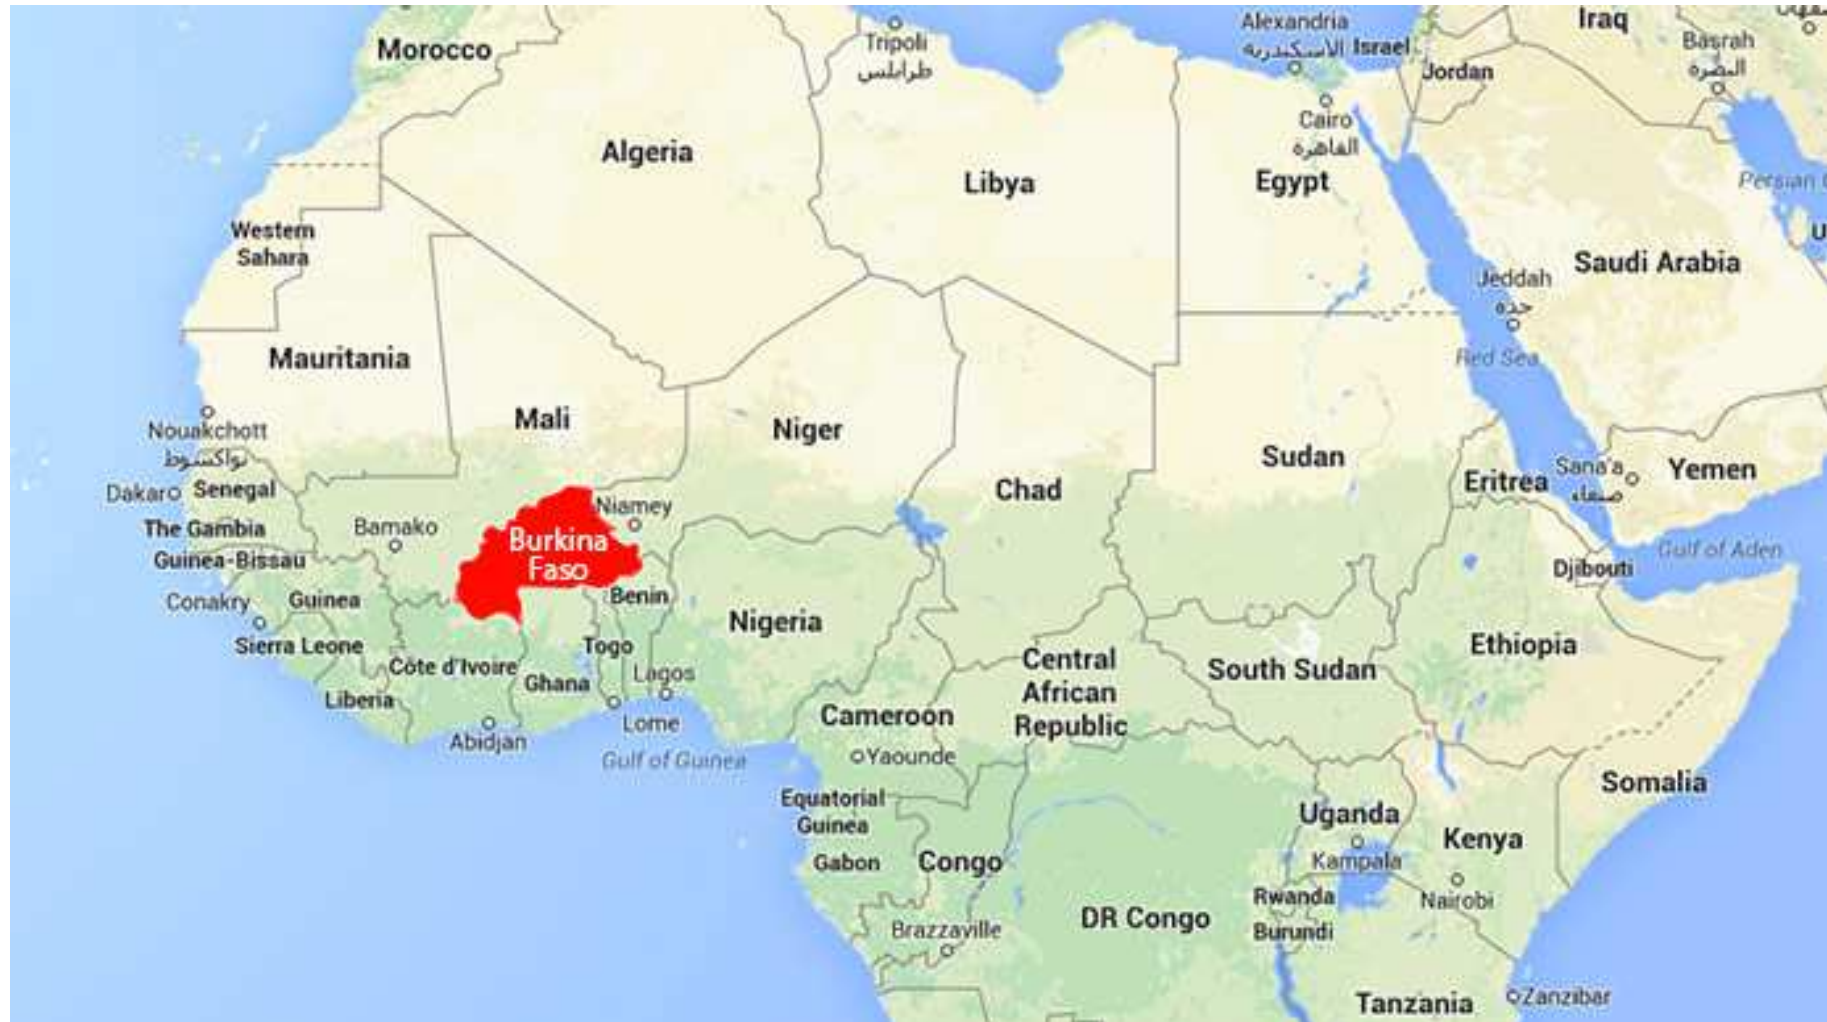 Morocco
Tripoli
طرابلس
Alexandria
الاسكندرية
Israel
Jordan
Iraq
Basrah
البصرة
Cairo
القاهرة
Algeria
Libya
Egypt
Persian
Western
Sahara
Saudi Arabia
Jeddah
جدة
Red Sea
Mauritania
Mali
Niger
Chad
Sudan
Eritrea
Sana'a
صنعاء
Yemen
Nouakchott
نواكشوط
Dakar
Senegal
The Gambia
Bamako
Niamey
Burkina
Faso
Guinea-Bissau
Gulf of Aden
Djibouti
Conakry
Guinea
Benin
Nigeria
Sierra Leone
Togo
Côte d'Ivoire
Ghana
Lagos
Liberia
Lome
Abidjan
Gulf of Guinea
Central
African
Republic
South Sudan
Ethiopia
Cameroon
Yaounde
Somalia
Equatorial
Guinea
Gabon
Congo
Uganda
Kampala
Kenya
Nairobi
Rwanda
Burundi
DR Congo
Brazzaville
Tanzania
Zanzibar